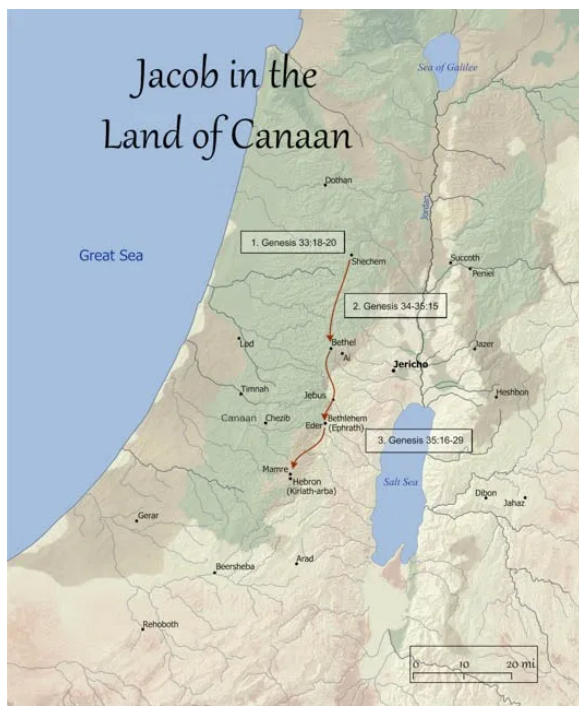 Jacob in the
Land of Canaan
Sea of Galilee
Dothan
Jordan
1. Genesis 33:18-20
Great Sea
Shechem
Succoth
Peniel
2. Genesis 34-35:15
Lod
Bethel
Ai
Jericho
Jazer
Timnah
Jebus
Heshbon
Canaan
Chezib
Bethlehem
Eder
(Ephrath)
3. Genesis 35:16-29
Mamre
Hebron
(Kiriath-arba)
Salt Sea
Dibon
Jahaz
Gerar
Arad
Beersheba
Rehoboth
0 10 20 mi